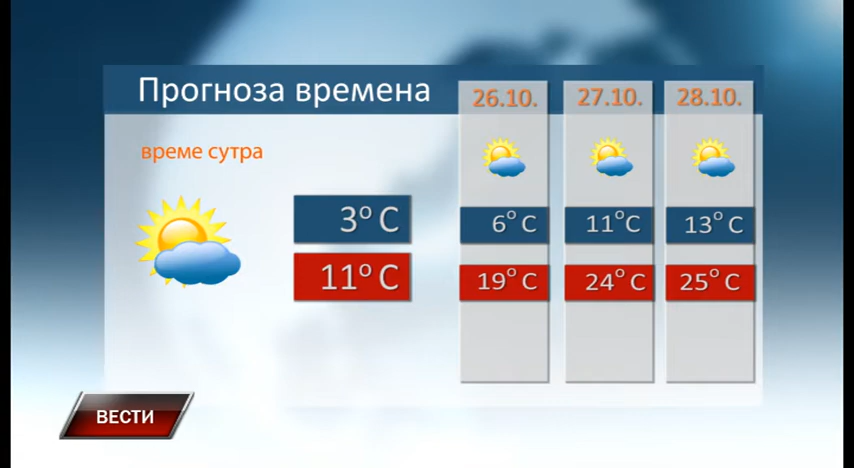 Прогноза времена
26.10.
27.10.
28.10.
време сутра
3° C
6° C
11°C
13° C
11° C
19° C
24° C
25° C
ВЕСТИ